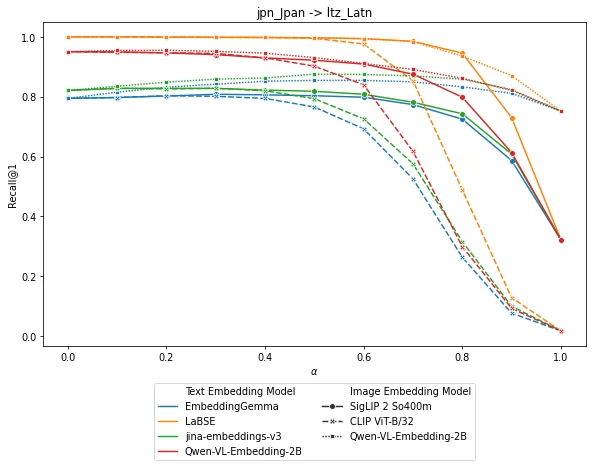 jpn_Jpan -> ltz_Latn
Recall@1
1.0
0.8
0.6
0.4
0.2
0.0
0.0 0.2 0.4 0.6 0.8 1.0
α
Text Embedding Model
EmbeddingGemma
LaBSE
jina-embeddings-v3
Qwen-VL-Embedding-2B
Image Embedding Model
SigLIP 2 So400m
CLIP ViT-B/32
Qwen-VL-Embedding-2B